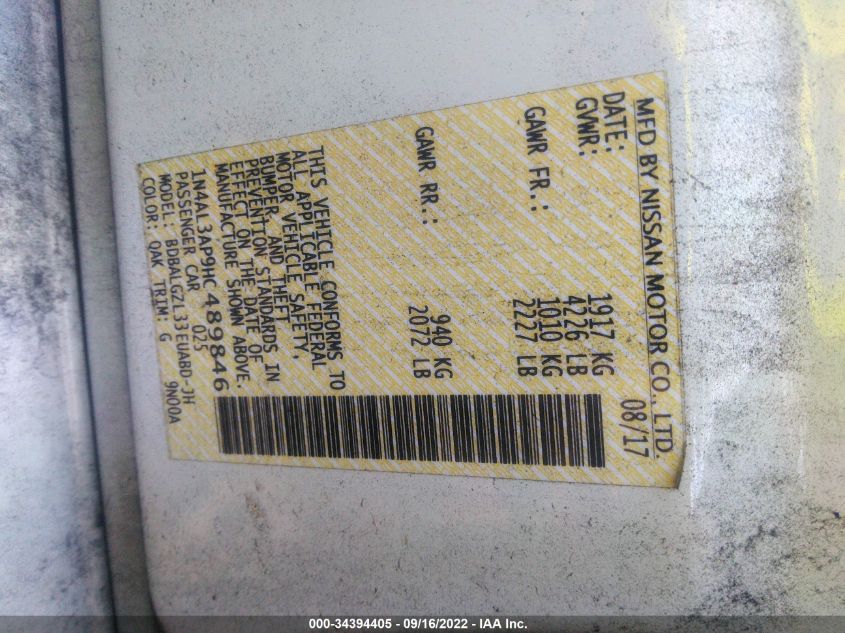 MFD BY NISSAN MOTOR CO., LTD.
DATE: 08/17
GVWR: 1917 KG
4226 LB
GAWR FR.: 1010 KG
2227 LB
GAWR RR.: 940 KG
2072 LB
THIS VEHICLE CONFORMS TO
ALL APPLICABLE FEDERAL
MOTOR VEHICLE SAFETY,
BUMPER, AND THEFT
PREVENTION STANDARDS IN
EFFECT ON THE DATE OF
MANUFACTURE SHOWN ABOVE.
1N4AL3AP9HC489846
PASSENGER CAR 025
MODEL: BDBALGZL33EUABD-JH
COLOR: QAK TRIM: G 9N00A
000-34394405 - 09/16/2022 - IAA Inc.